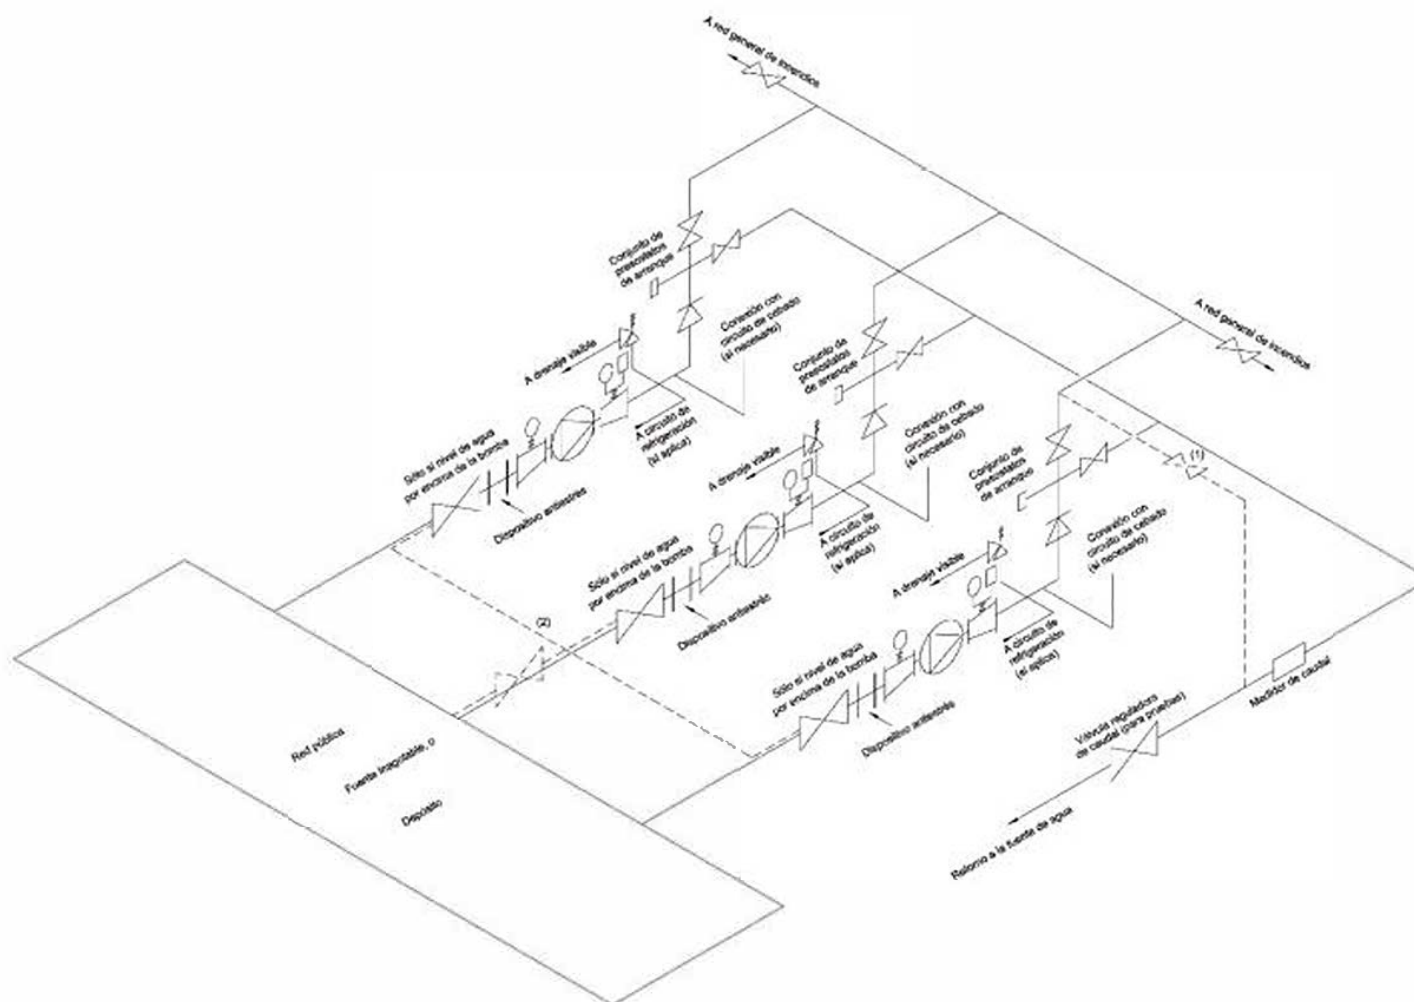 A red general de incendios
Conjunto de
presostatos
de arranque
A drenaje visible
Conexión con
circuito de cebado
(si necesario)
A circuito de
refrigeración
(si aplica)
Sólo si nivel de agua
por encima de la bomba
Dispositivo antiestrés
A red general de incendios
Conjunto de
presostatos
de arranque
A drenaje visible
Conexión con
circuito de cebado
(si necesario)
A circuito de
refrigeración
(si aplica)
Sólo si nivel de agua
por encima de la bomba
Dispositivo antiestrés
(1)
Conjunto de
presostatos
de arranque
A drenaje visible
Conexión con
circuito de cebado
(si necesario)
A circuito de
refrigeración
(si aplica)
Sólo si nivel de agua
por encima de la bomba
Dispositivo antiestrés
(2)
Medidor de caudal
Válvula reguladora
de caudal (para pruebas)
Retorno a la fuente de agua
Red pública
Fuente inagotable, o
Depósito